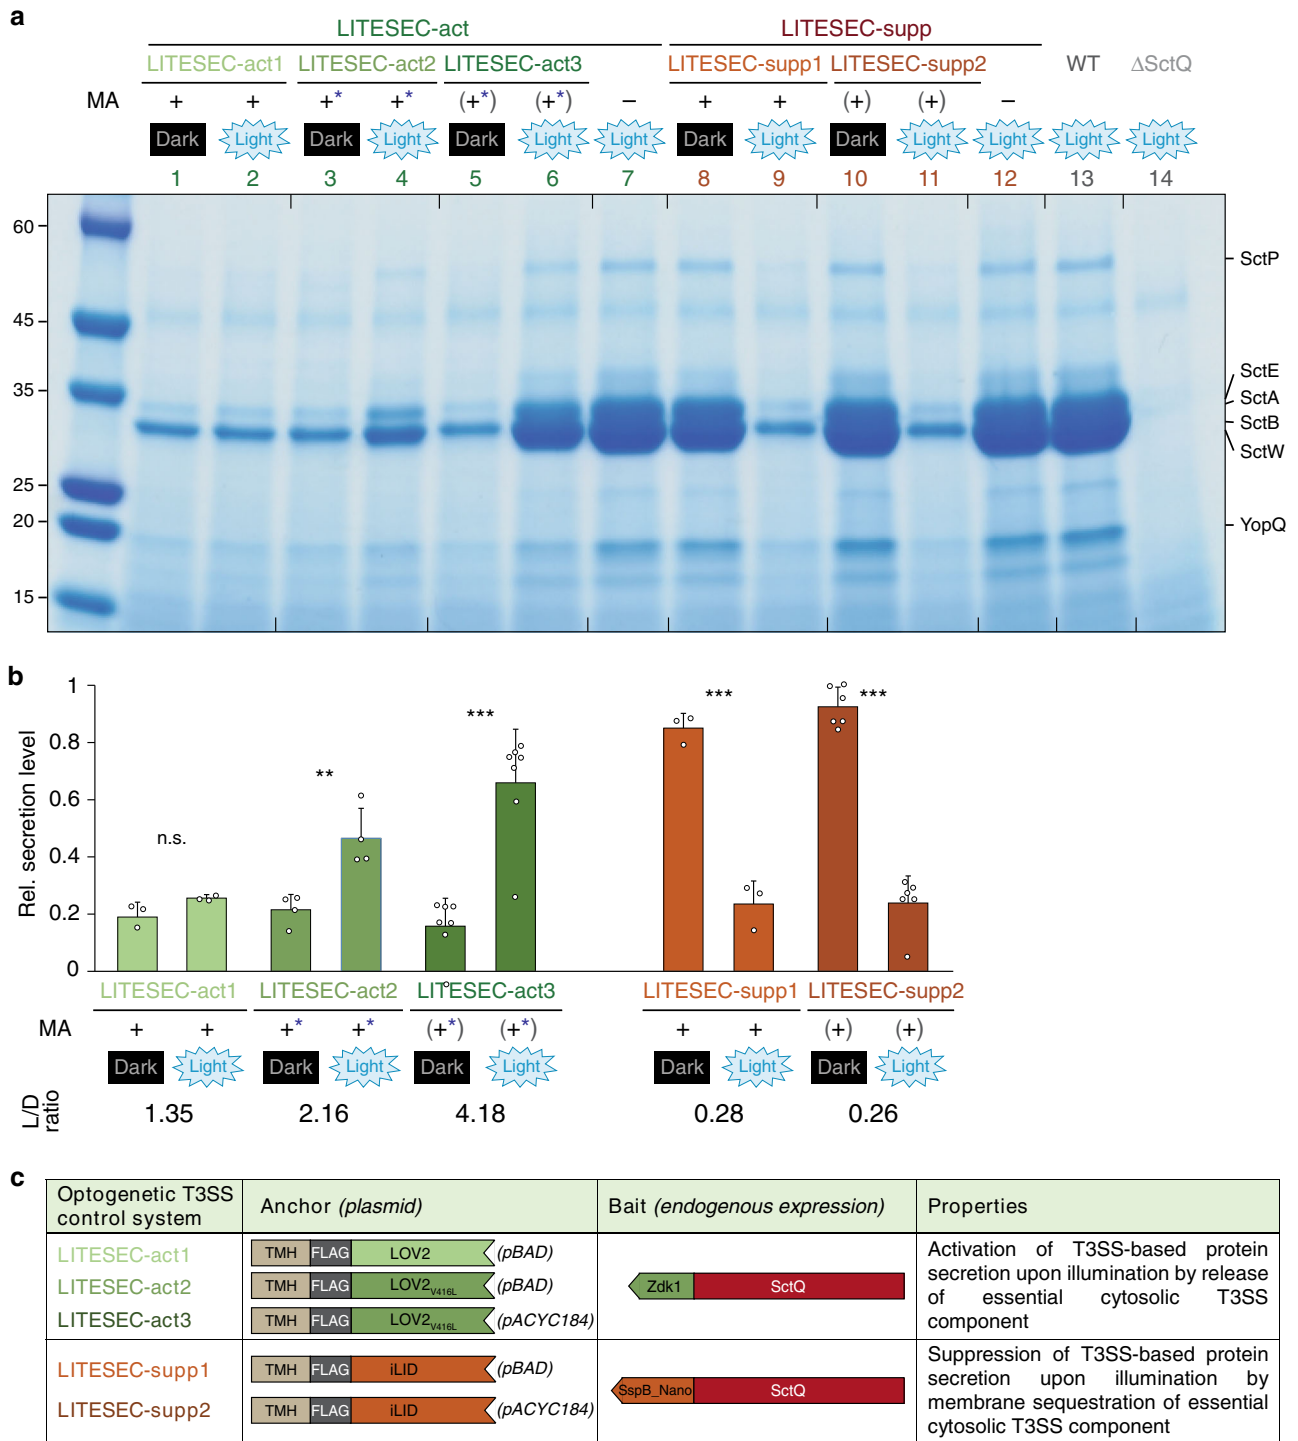 a
LITESEC-act LITESEC-supp
LITESEC-act1 LITESEC-act2 LITESEC-act3 LITESEC-supp1 LITESEC-supp2 WT ΔSctQ
MA + + +* +* (+*) (+*) – + + (+) (+) –
Dark Light Dark Light Dark Light Light Dark Light Dark Light Light Light Light
1 2 3 4 5 6 7 8 9 10 11 12 13 14
60
SctP
45
SctE
35
SctA
SctB
SctW
25
20
YopQ
15
b
Rel. secretion level
1
0.8
0.6
0.4
0.2
0
n.s. ** *** *** ***
LITESEC-act1 LITESEC-act2 LITESEC-act3 LITESEC-supp1 LITESEC-supp2
MA + + +* +* (+*) (+*) + + (+) (+)
Dark Light Dark Light Dark Light Dark Light Dark Light
L/D ratio
1.35 2.16 4.18 0.28 0.26
c
Optogenetic T3SS control system
Anchor (plasmid)
Bait (endogenous expression)
Properties
LITESEC-act1 TMH FLAG LOV2 (pBAD)
LITESEC-act2 TMH FLAG LOV2V416L (pBAD)
LITESEC-act3 TMH FLAG LOV2V416L (pACYC184)
Zdk1 SctQ
Activation of T3SS-based protein
secretion upon illumination by release
of essential cytosolic T3SS
component
LITESEC-supp1 TMH FLAG iLID (pBAD)
LITESEC-supp2 TMH FLAG iLID (pACYC184)
SspB_Nano SctQ
Suppression of T3SS-based protein
secretion upon illumination by
membrane sequestration of essential
cytosolic T3SS component